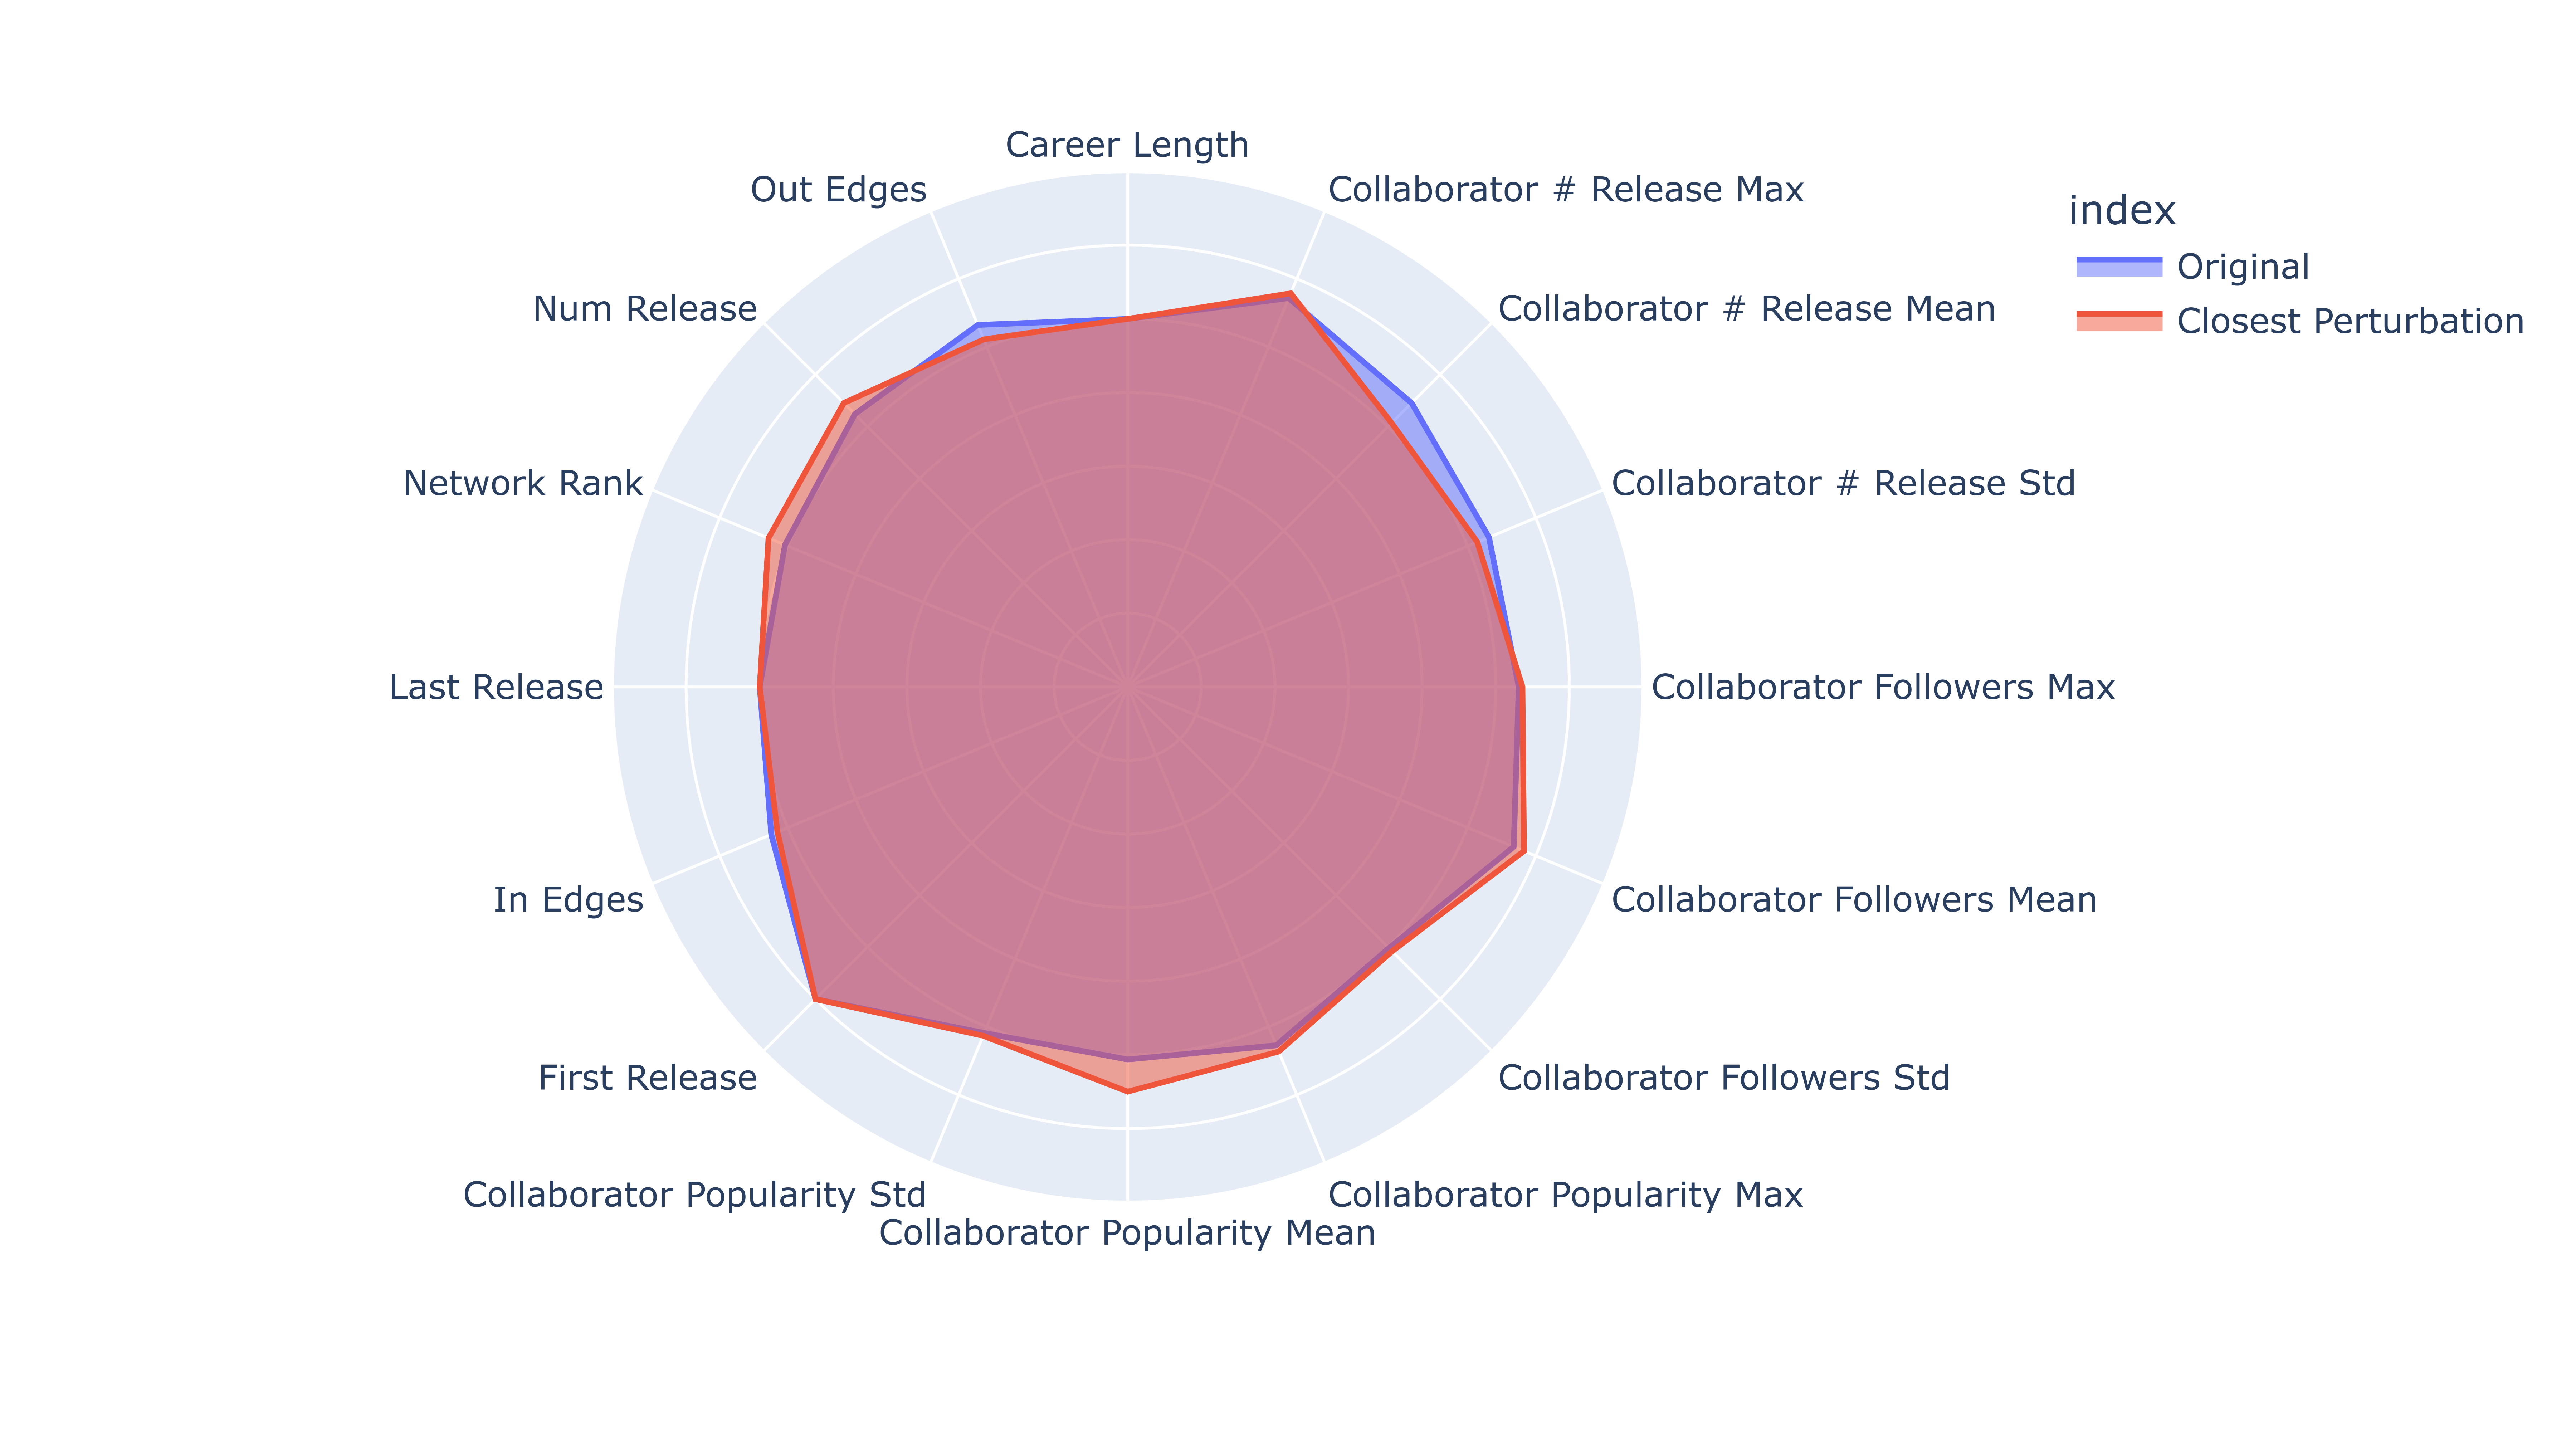 Career Length
Out Edges
Collaborator # Release Max
index
Original
Num Release
Collaborator # Release Mean
Closest Perturbation
Network Rank
Collaborator # Release Std
Last Release
Collaborator Followers Max
In Edges
Collaborator Followers Mean
First Release
Collaborator Followers Std
Collaborator Popularity Std
Collaborator Popularity Max
Collaborator Popularity Mean